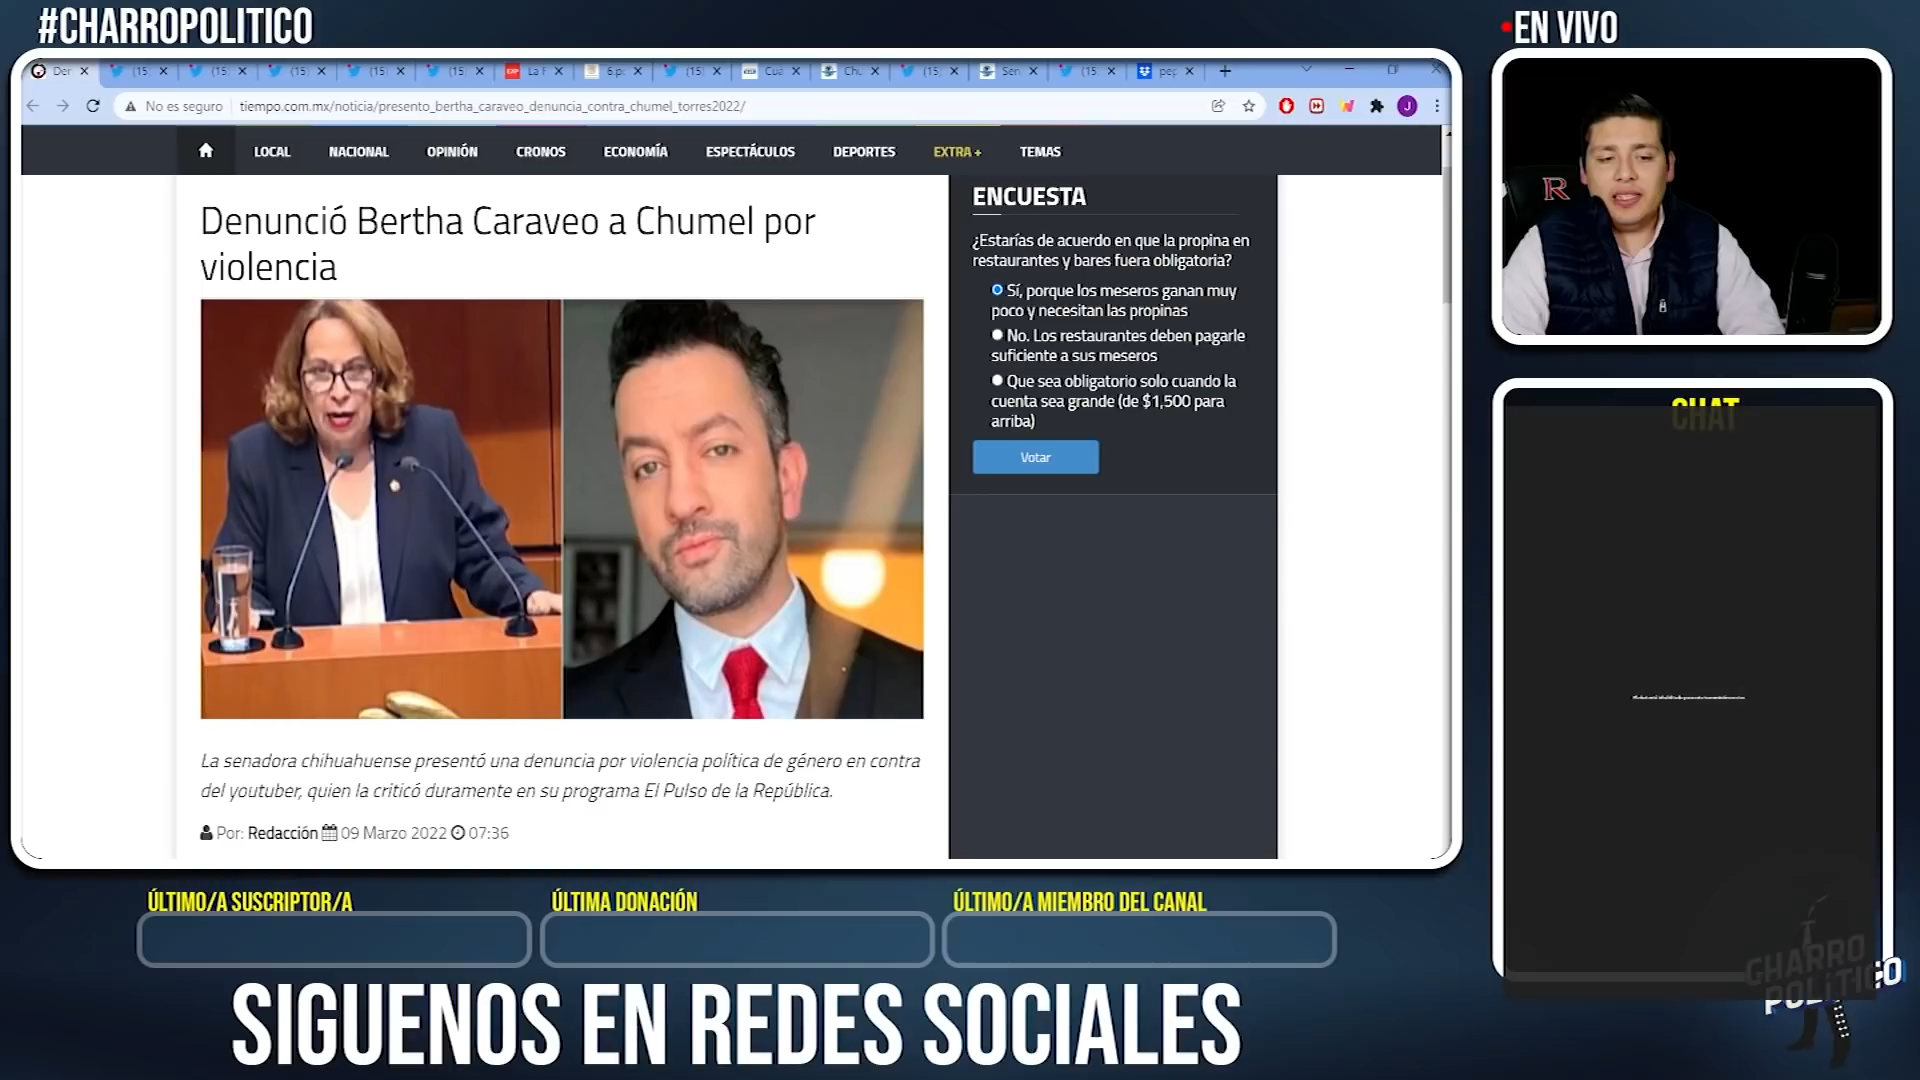 #CHARROPOLITICO
EN VIVO
No es seguro
tiempo.com.mx/noticia/presento_bertha_caraveo_denuncia_contra_chumel_torres2022/
LOCAL
NACIONAL
OPINIÓN
CRONOS
ECONOMÍA
ESPECTÁCULOS
DEPORTES
EXTRA +
TEMAS
Denunció Bertha Caraveo a Chumel por
violencia
La senadora chihuahuense presentó una denuncia por violencia política de género en contra
del youtuber, quien la criticó duramente en su programa El Pulso de la República.
Por: Redacción 09 Marzo 2022 07:36
ENCUESTA
¿Estarías de acuerdo en que la propina en
restaurantes y bares fuera obligatoria?
Sí, porque los meseros ganan muy
poco y necesitan las propinas
No. Los restaurantes deben pagarle
suficiente a sus meseros
Que sea obligatorio solo cuando la
cuenta sea grande (de $1,500 para
arriba)
Votar
R
CHAT
ÚLTIMO/A SUSCRIPTOR/A
ÚLTIMA DONACIÓN
ÚLTIMO/A MIEMBRO DEL CANAL
SIGUENOS EN REDES SOCIALES
CHARRO
POLÍTICO